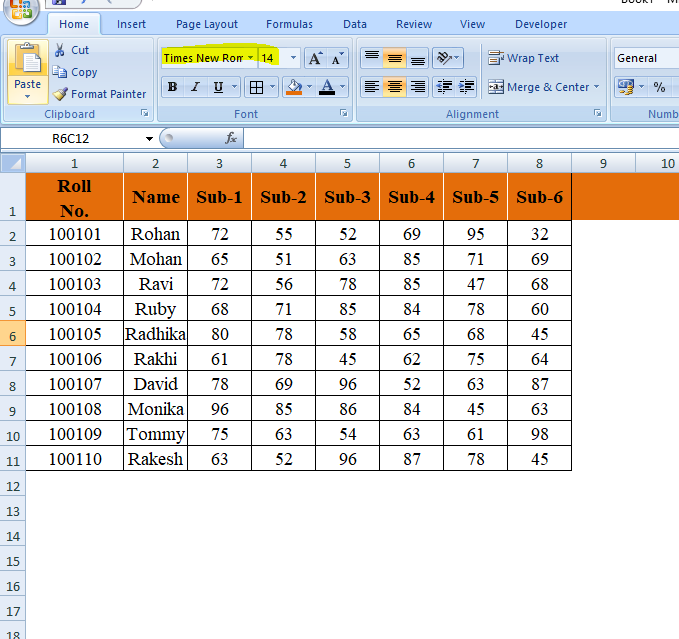 Home Insert Page Layout Formulas Data Review View Developer
Cut
Copy
Format Painter
Paste
Times New Ror 14 A A
Wrap Text
General
B I U A
Merge & Center
%
Clipboard Font Alignment Numb
R6C12 fx
1 2 3 4 5 6 7 8 9 10
1 Roll No. Name Sub-1 Sub-2 Sub-3 Sub-4 Sub-5 Sub-6
2 100101 Rohan 72 55 52 69 95 32
3 100102 Mohan 65 51 63 85 71 69
4 100103 Ravi 72 56 78 85 47 68
5 100104 Ruby 68 71 85 84 78 60
6 100105 Radhika 80 78 58 65 68 45
7 100106 Rakhi 61 78 45 62 75 64
8 100107 David 78 69 96 52 63 87
9 100108 Monika 96 85 86 84 45 63
10 100109 Tommy 75 63 54 63 61 98
11 100110 Rakesh 63 52 96 87 78 45
12
13
14
15
16
17
18